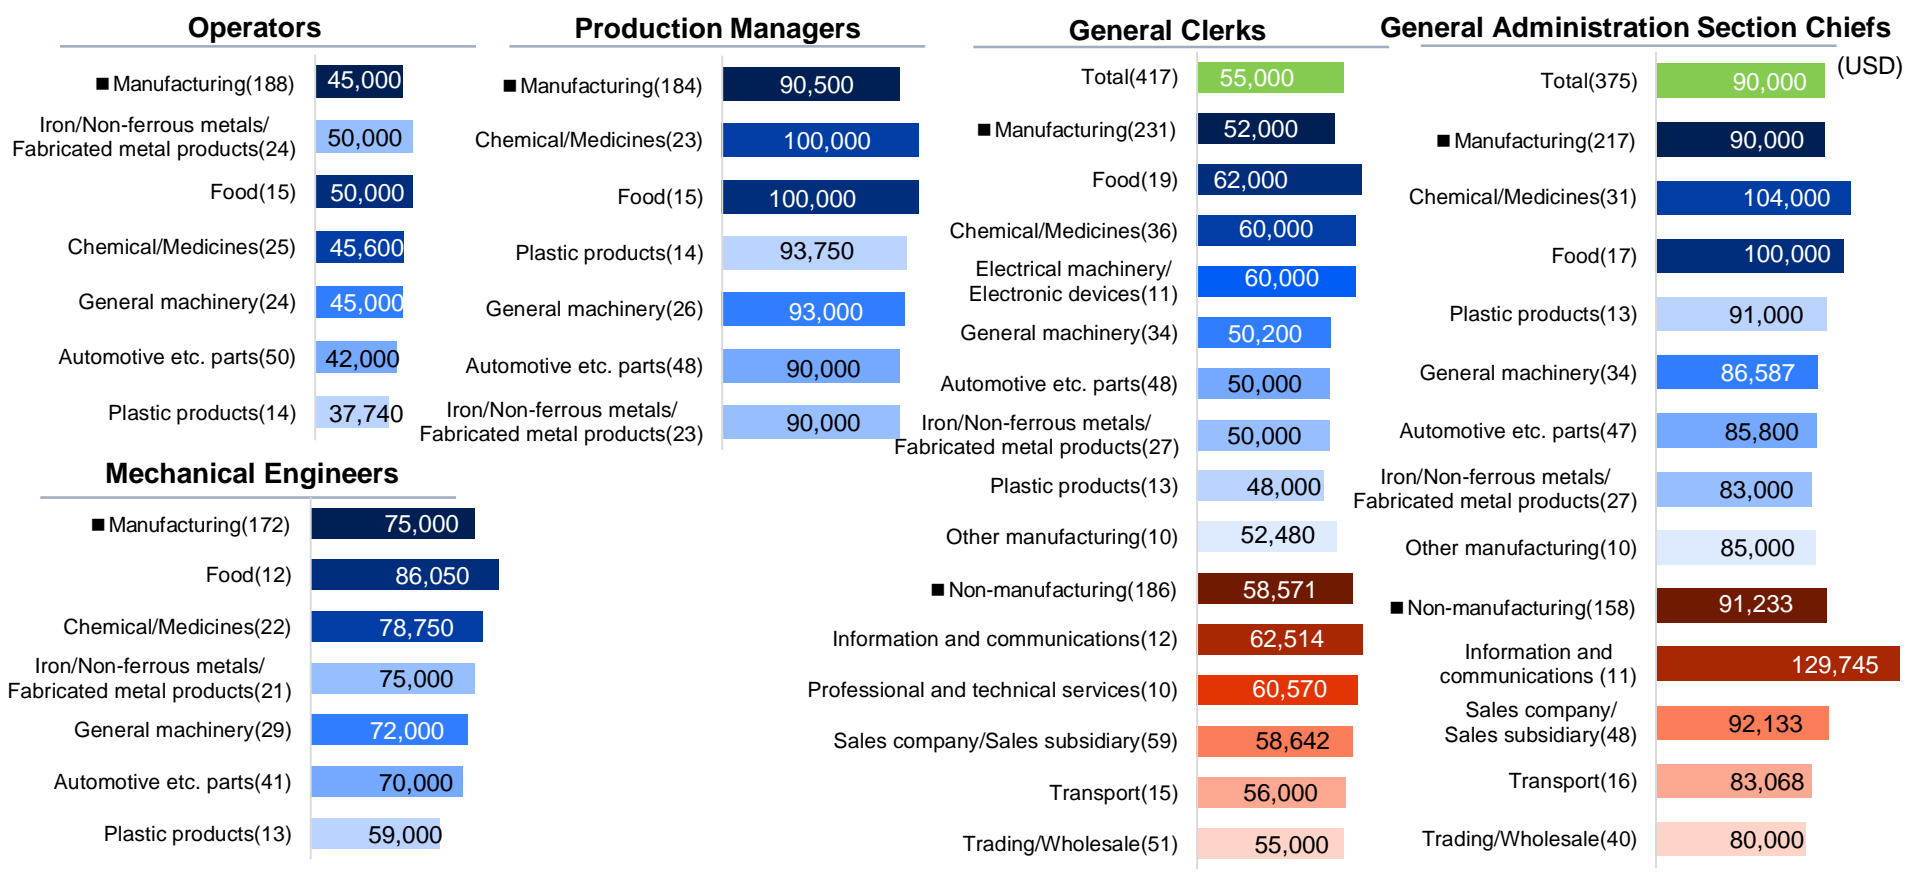 Operators
■ Manufacturing(188) 45,000
Iron/Non-ferrous metals/
Fabricated metal products(24) 50,000
Food(15) 50,000
Chemical/Medicines(25) 45,600
General machinery(24) 45,000
Automotive etc. parts(50) 42,000
Plastic products(14) 37,740
Mechanical Engineers
■ Manufacturing(172) 75,000
Food(12) 86,050
Chemical/Medicines(22) 78,750
Iron/Non-ferrous metals/
Fabricated metal products(21) 75,000
General machinery(29) 72,000
Automotive etc. parts(41) 70,000
Plastic products(13) 59,000
Production Managers
■ Manufacturing(184) 90,500
Chemical/Medicines(23) 100,000
Food(15) 100,000
Plastic products(14) 93,750
General machinery(26) 93,000
Automotive etc. parts(48) 90,000
Iron/Non-ferrous metals/
Fabricated metal products(23) 90,000
General Clerks
Total(417) 55,000
■ Manufacturing(231) 52,000
Food(19) 62,000
Chemical/Medicines(36) 60,000
Electrical machinery/
Electronic devices(11) 60,000
General machinery(34) 50,200
Automotive etc. parts(48) 50,000
Iron/Non-ferrous metals/
Fabricated metal products(27) 50,000
Plastic products(13) 48,000
Other manufacturing(10) 52,480
■ Non-manufacturing(186) 58,571
Information and communications(12) 62,514
Professional and technical services(10) 60,570
Sales company/Sales subsidiary(59) 58,642
Transport(15) 56,000
Trading/Wholesale(51) 55,000
General Administration Section Chiefs
(USD)
Total(375) 90,000
■ Manufacturing(217) 90,000
Chemical/Medicines(31) 104,000
Food(17) 100,000
Plastic products(13) 91,000
General machinery(34) 86,587
Automotive etc. parts(47) 85,800
Iron/Non-ferrous metals/
Fabricated metal products(27) 83,000
Other manufacturing(10) 85,000
■ Non-manufacturing(158) 91,233
Information and
communications (11) 129,745
Sales company/
Sales subsidiary(48) 92,133
Transport(16) 83,068
Trading/Wholesale(40) 80,000